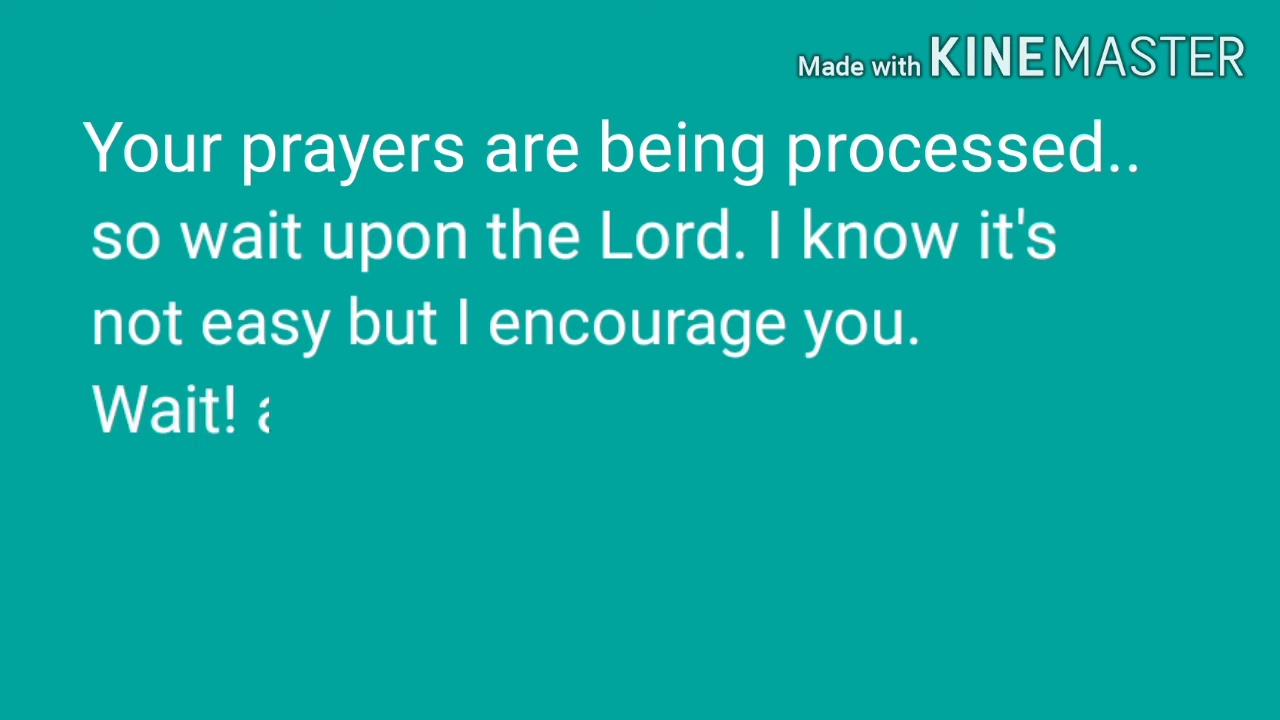 Made with KINEMASTER
Your prayers are being processed..
so wait upon the Lord. I know it's
not easy but I encourage you.
Wait!